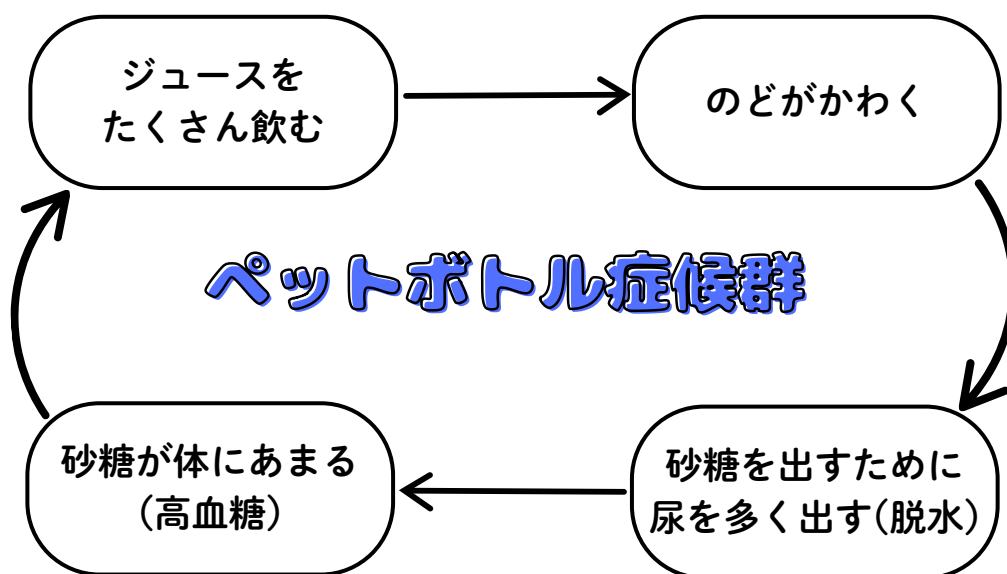 ジュースを
たくさん飲む
のどがかわく
ペットボトル症候群
砂糖が体にあまる
(高血糖)
砂糖を出すために
尿を多く出す(脱水)